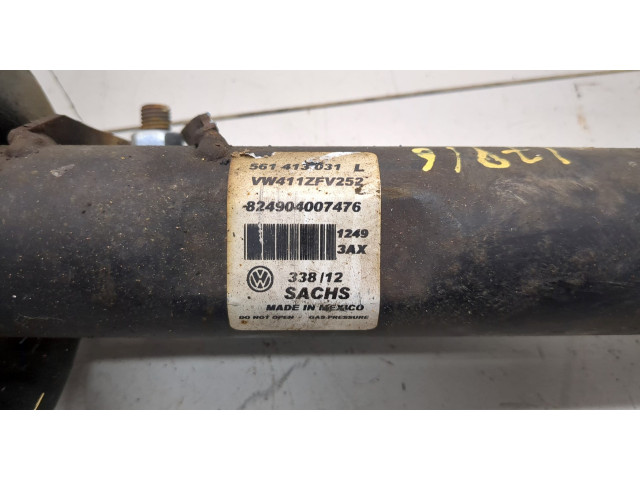 561 413 031 L
VW411ZFV252
824904007476
1249
3AX
338/12
SACHS
MADE IN MEXICO
DO NOT OPEN / GAS PRESSURE